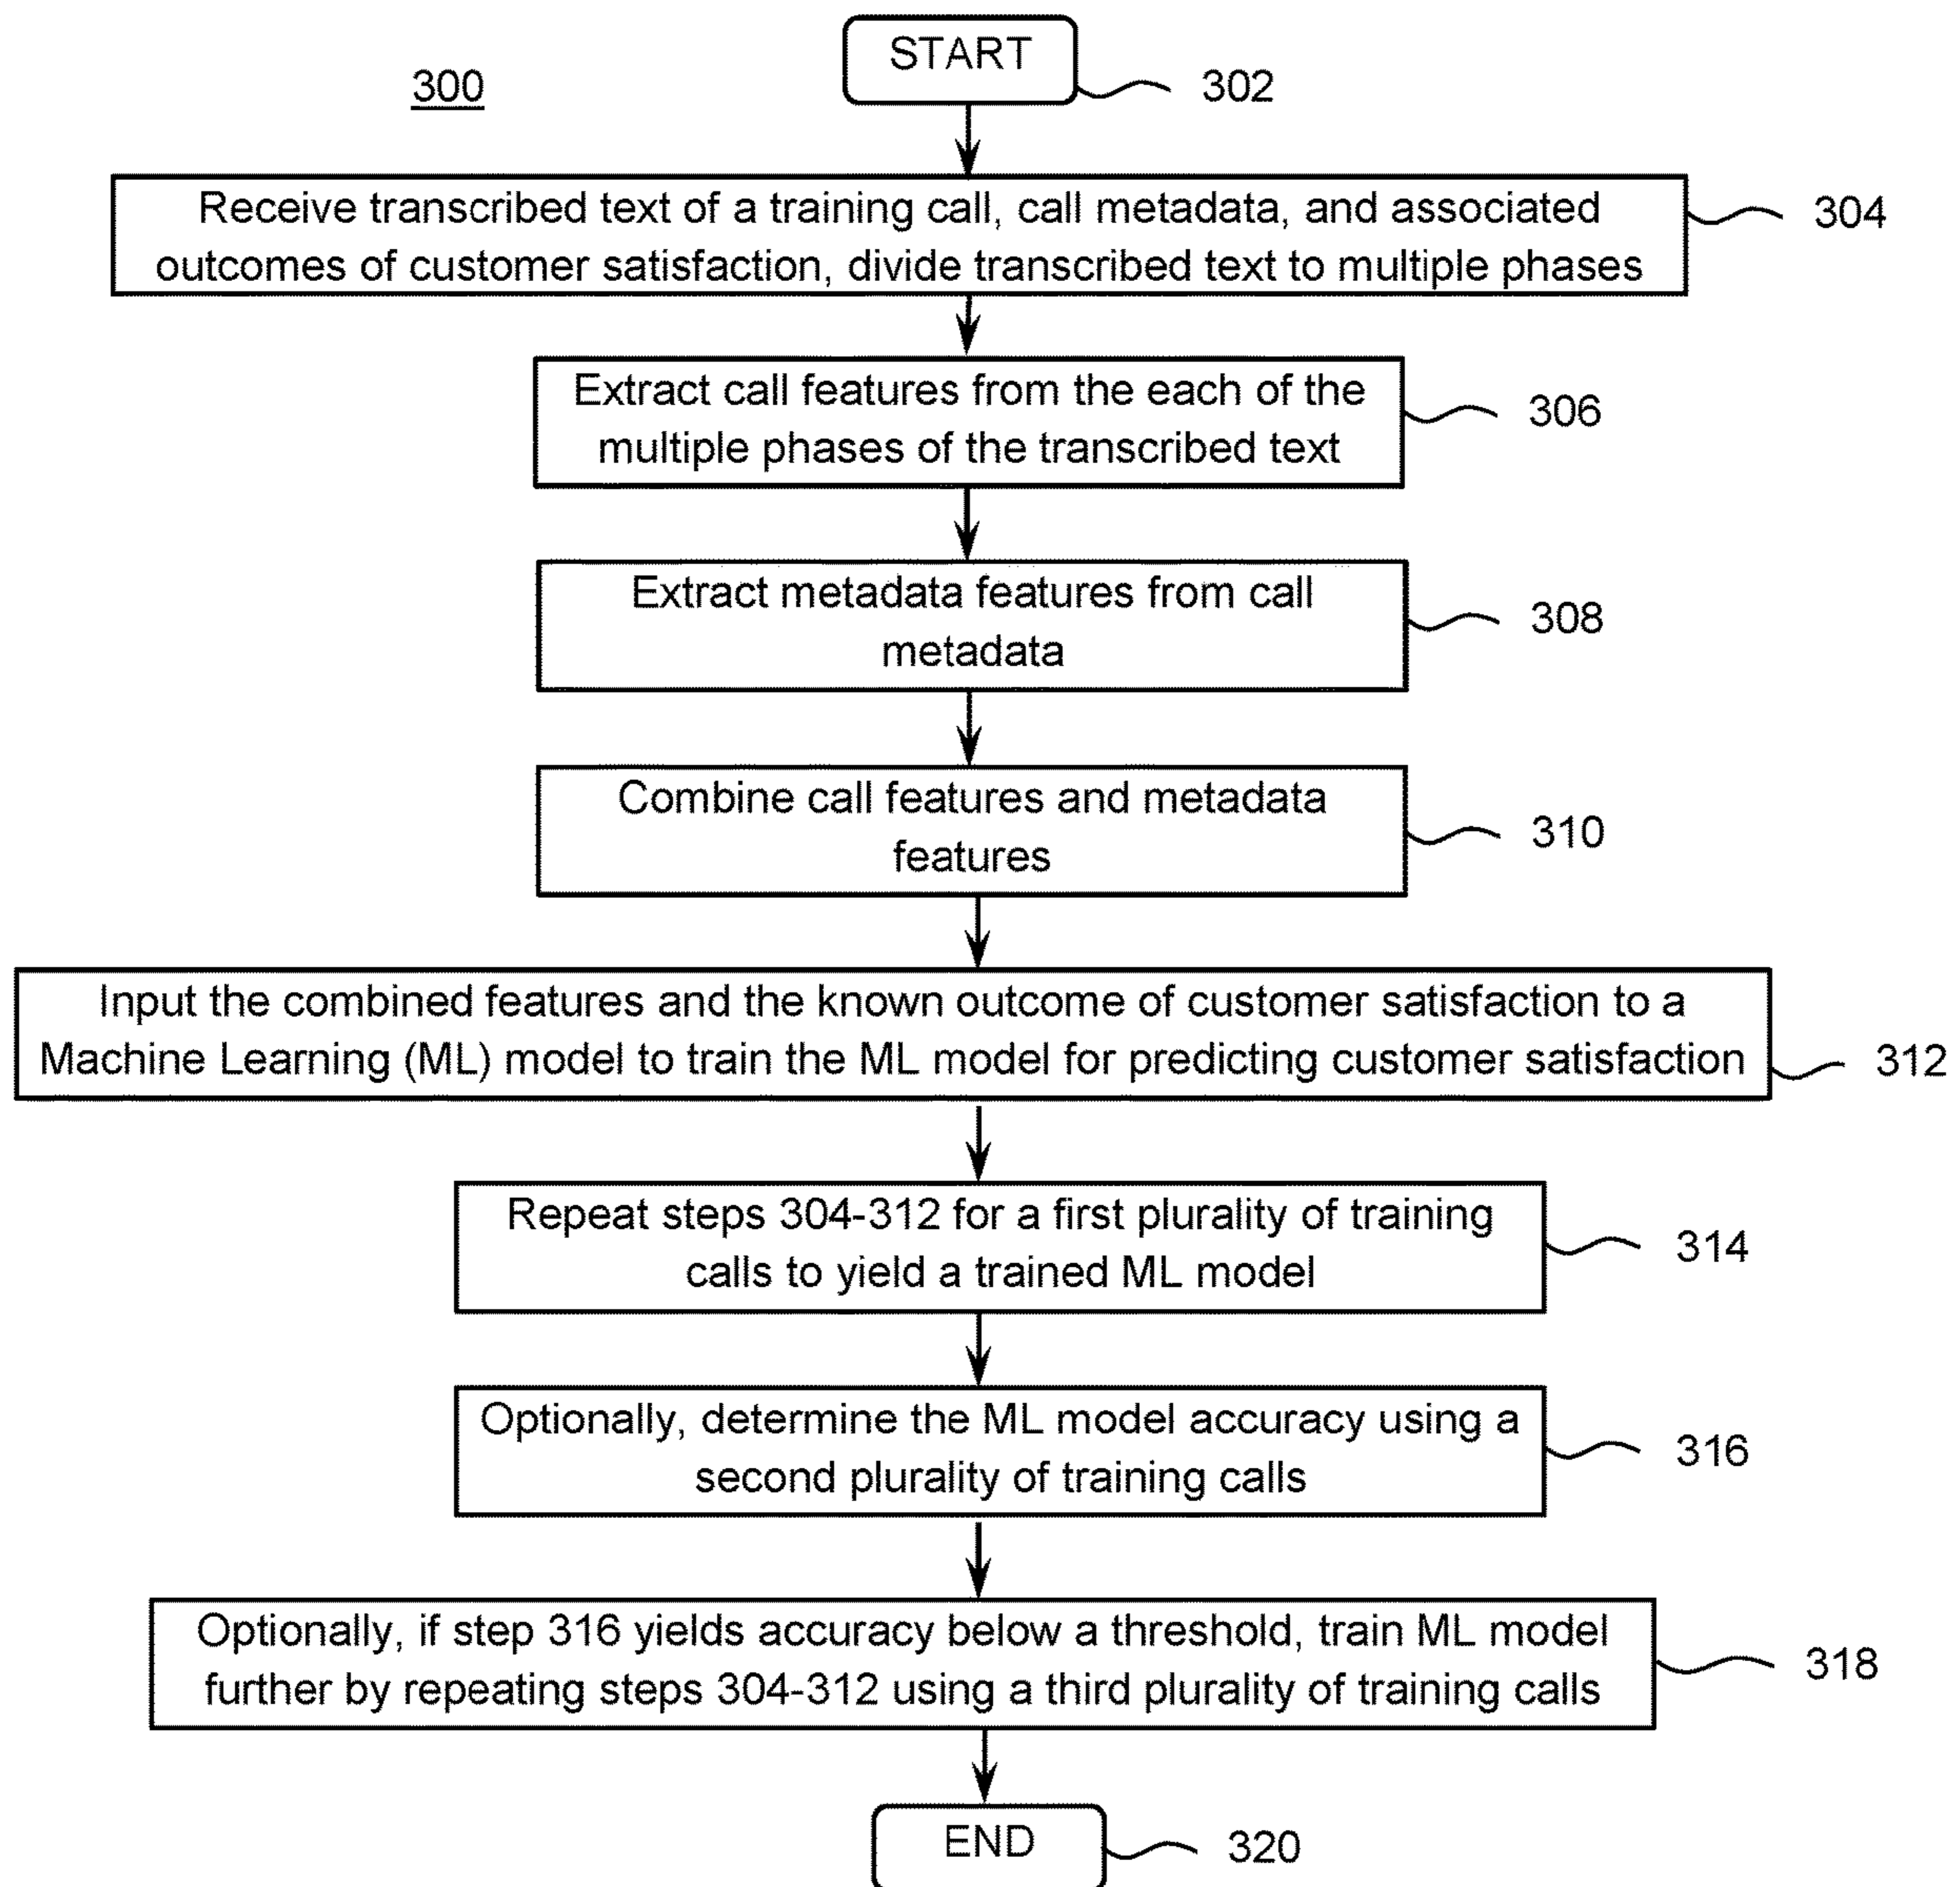 START
300
302
Receive transcribed text of a training call, call metadata, and associated
outcomes of customer satisfaction, divide transcribed text to multiple phases
304
Extract call features from the each of the
multiple phases of the transcribed text
306
Extract metadata features from call
metadata
308
Combine call features and metadata
features
310
Input the combined features and the known outcome of customer satisfaction to a
Machine Learning (ML) model to train the ML model for predicting customer satisfaction
312
Repeat steps 304-312 for a first plurality of training
calls to yield a trained ML model
314
Optionally, determine the ML model accuracy using a
second plurality of training calls
316
Optionally, if step 316 yields accuracy below a threshold, train ML model
further by repeating steps 304-312 using a third plurality of training calls
318
END
320